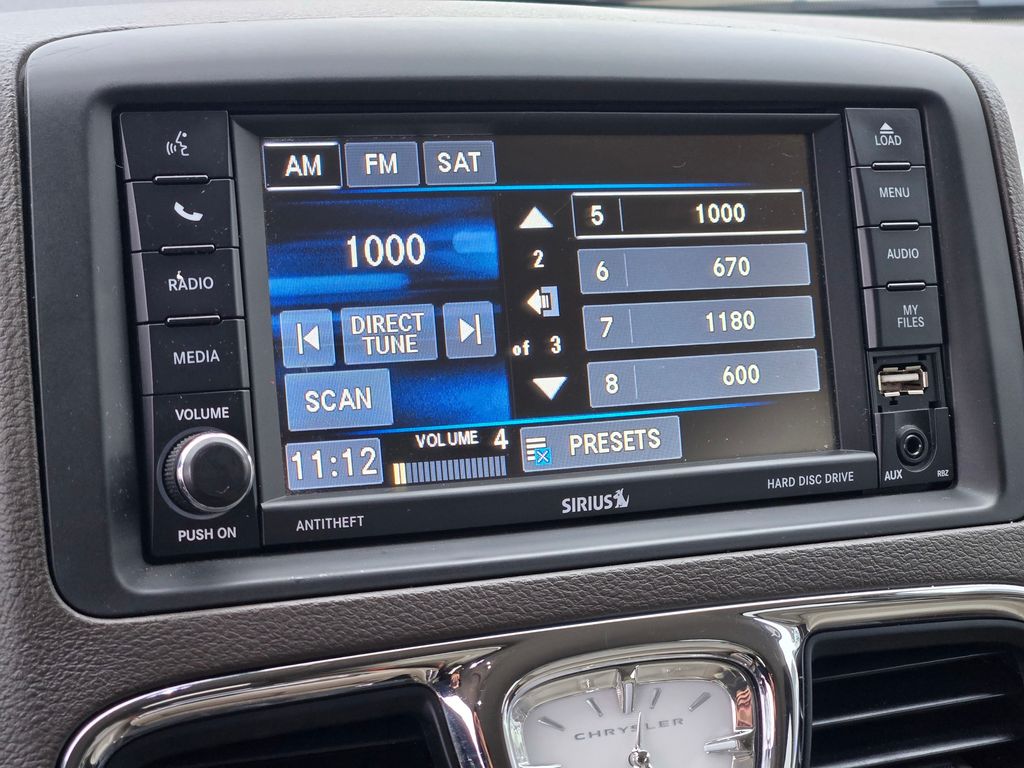 AM FM SAT
1000
DIRECT
TUNE
SCAN
11:12
VOLUME 4
2
of 3
5 1000
6 670
7 1180
8 600
PRESETS
RADIO
MEDIA
VOLUME
PUSH ON
LOAD
MENU
AUDIO
MY
FILES
AUX
RBZ
ANTITHEFT
SIRIUS
HARD DISC DRIVE
CHRYSLER